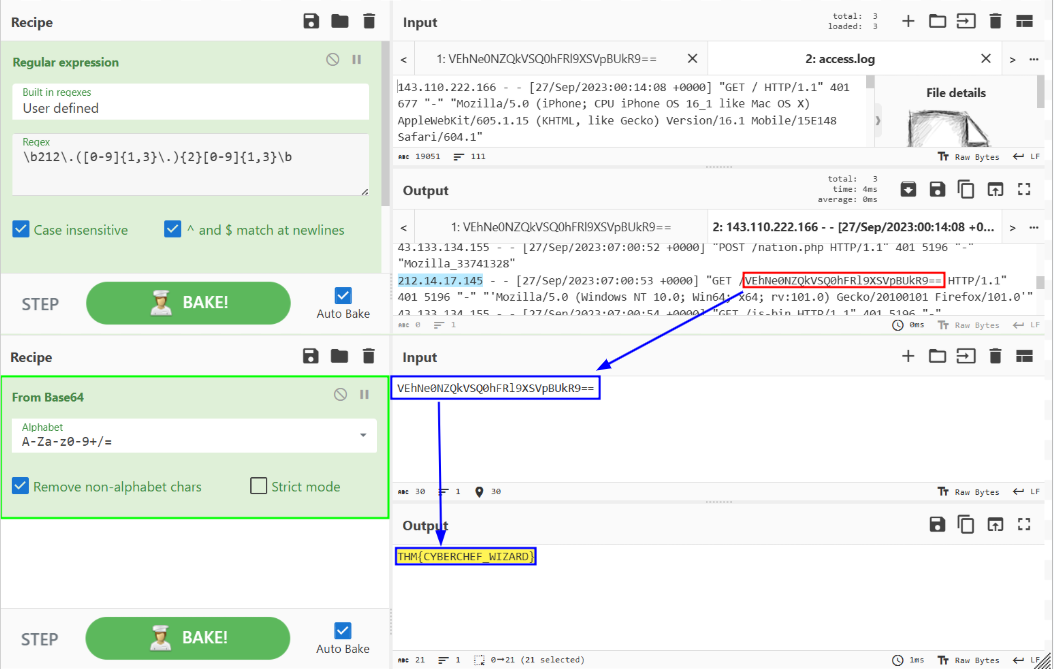 Recipe
Regular expression
Built in regexes
User defined
Regex
\b212\.([0-9]{1,3}\.){2}[0-9]{1,3}\b
Case insensitive
^ and $ match at newlines
STEP
BAKE!
Auto Bake
Input
total: 3
loaded: 3
< 1: VEhNe0NZQkVSQ0hFRl9XSVpBUkR9== 2: access.log > ...
143.110.222.166 - - [27/Sep/2023:00:14:08 +0000] "GET / HTTP/1.1" 401
677 "-" "Mozilla/5.0 (iPhone; CPU iPhone OS 16_1 like Mac OS X)
AppleWebKit/605.1.15 (KHTML, like Gecko) Version/16.1 Mobile/15E148
Safari/604.1"
File details
ABC 19051 111
Tт Raw Bytes LF
Output
total: 3
time: 4ms
average: 0ms
< 1: VEhNe0NZQkVSQ0hFRl9XSVpBUkR9== 2: 143.110.222.166 - - [27/Sep/2023:00:14:08 +0... > ...
43.133.134.155 - - [27/Sep/2023:07:00:52 +0000] "POST /nation.php HTTP/1.1" 401 5196 "-"
"Mozilla_33741328"
212.14.17.145 - - [27/Sep/2023:07:00:53 +0000] "GET /VEhNe0NZQkVSQ0hFRl9XSVpBUkR9== HTTP/1.1"
401 5196 "-" "'Mozilla/5.0 (Windows NT 10.0; Win64; x64; rv:101.0) Gecko/20100101 Firefox/101.0'"
43.133.134.155 - - [27/Sep/2023:07:00:54 +0000] "GET /js-bin HTTP/1.1" 401 5196 "-"
ABC 0 1
0ms Tт Raw Bytes LF
Recipe
From Base64
Alphabet
A-Za-z0-9+/=
Remove non-alphabet chars
Strict mode
STEP
BAKE!
Auto Bake
Input
VEhNe0NZQkVSQ0hFRl9XSVpBUkR9==
ABC 30 1 30
Tт Raw Bytes LF
Output
THM{CYBERCHEF_WIZARD}
ABC 21 1 0→21 (21 selected)
1ms Tт Raw Bytes LF